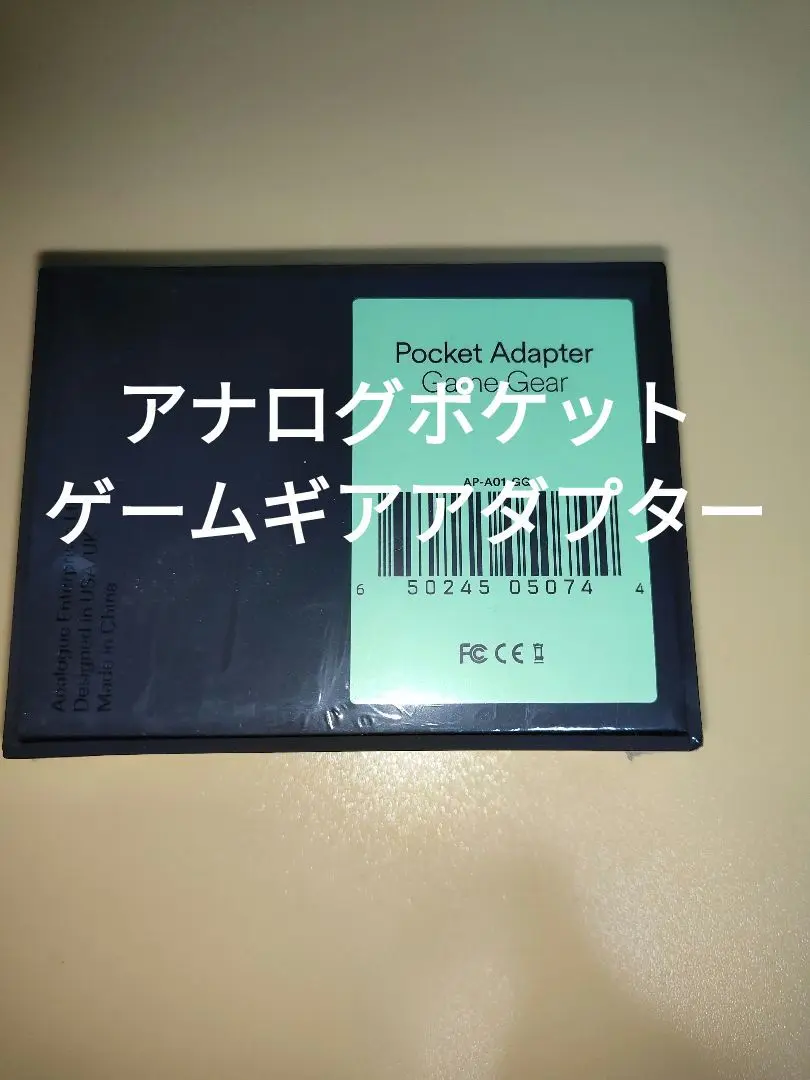 Pocket Adapter
Game Gear
アナログポケット
AP-A01-GG
ゲームギアアダプター
6 50245 05074 4
FC CE
Analogue Enterprises
Designed in USA/UK
Made in China